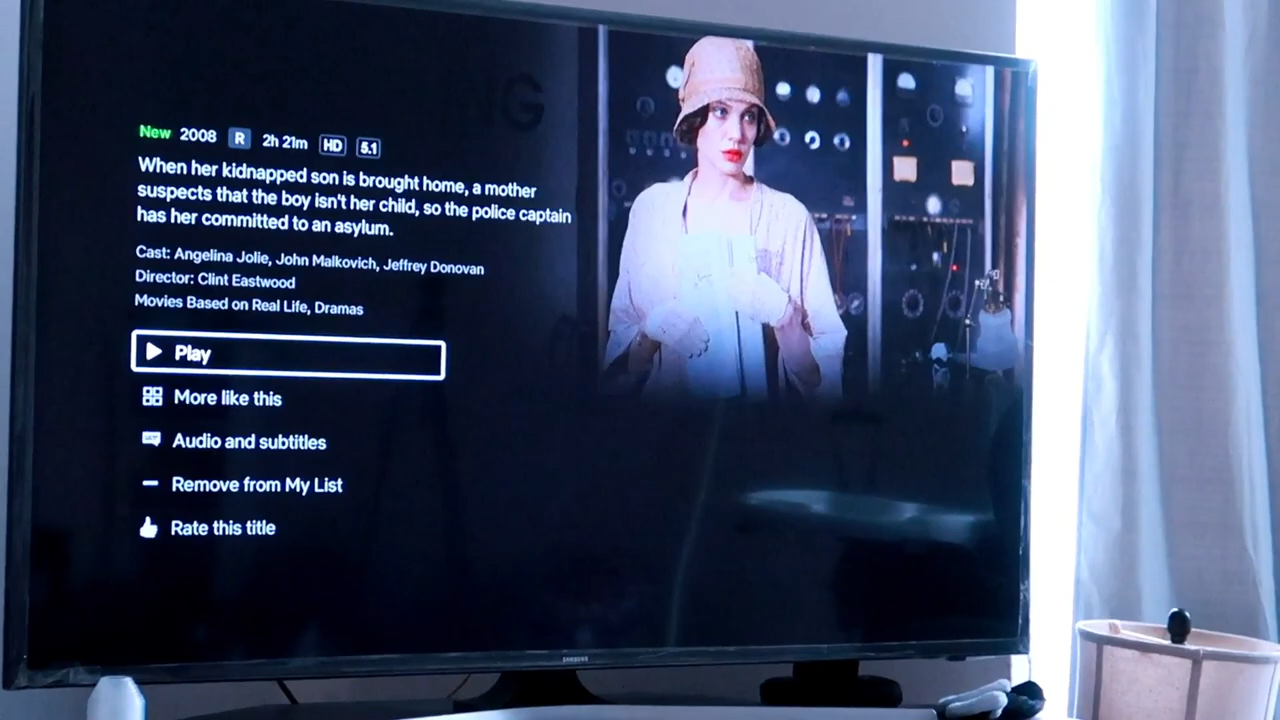 New 2008 R 2h 21m HD 5.1
When her kidnapped son is brought home, a mother
suspects that the boy isn't her child, so the police captain
has her committed to an asylum.
Cast: Angelina Jolie, John Malkovich, Jeffrey Donovan
Director: Clint Eastwood
Movies Based on Real Life, Dramas
Play
More like this
Audio and subtitles
Remove from My List
Rate this title
SAMSUNG